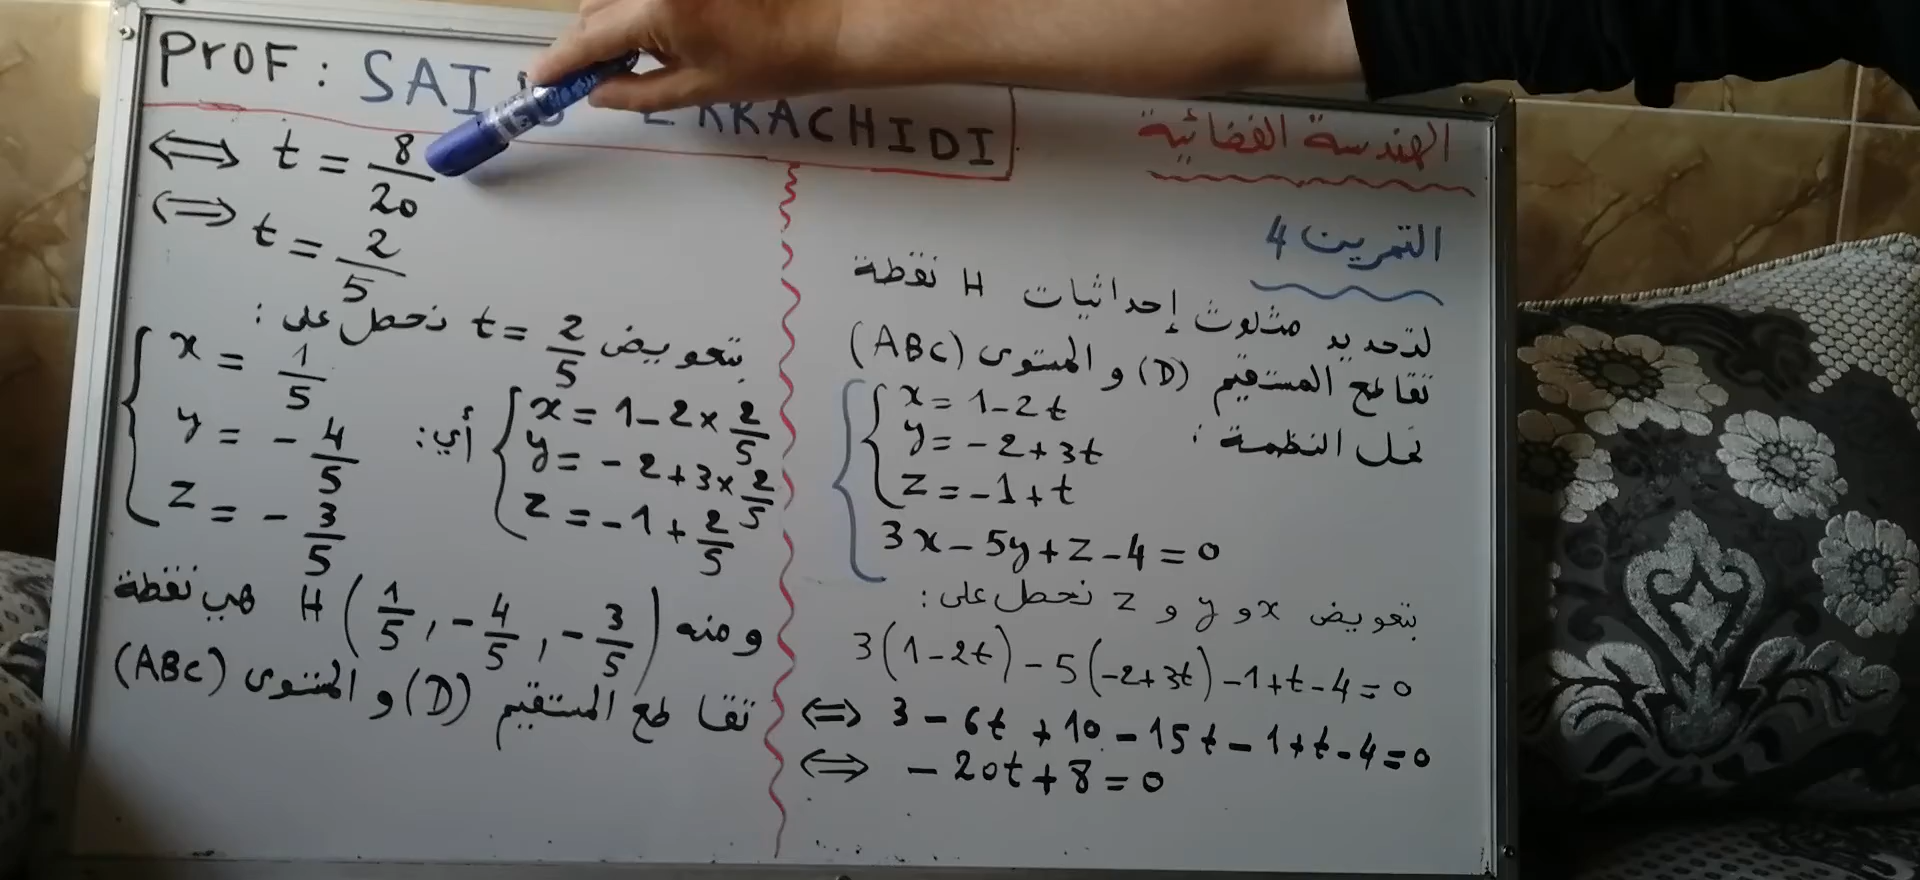 PROF: SAI ERRACHIDI
الهندسة الفضائية
التمرين 4
لتحديد مثلوث إحداثيات H نقطة
تقاطع المستقيم (D) و المستوى (ABC)
نحل النظمة :
x = 1 - 2t
y = -2 + 3t
z = -1 + t
3x - 5y + z - 4 = 0
بتعويض x و y و z نحصل على :
3(1-2t) - 5(-2+3t) - 1 + t - 4 = 0
⇔ 3 - 6t + 10 - 15t - 1 + t - 4 = 0
⇔ -20t + 8 = 0
⇔ t = 8/20
⇔ t = 2/5
بتعويض t = 2/5 نحصل على :
x = 1 - 2 × 2/5
y = -2 + 3 × 2/5
z = -1 + 2/5
أي :
x = 1/5
y = -4/5
z = -3/5
و منه H(1/5, -4/5, -3/5) هي نقطة
تقاطع المستقيم (D) و المستوى (ABC)